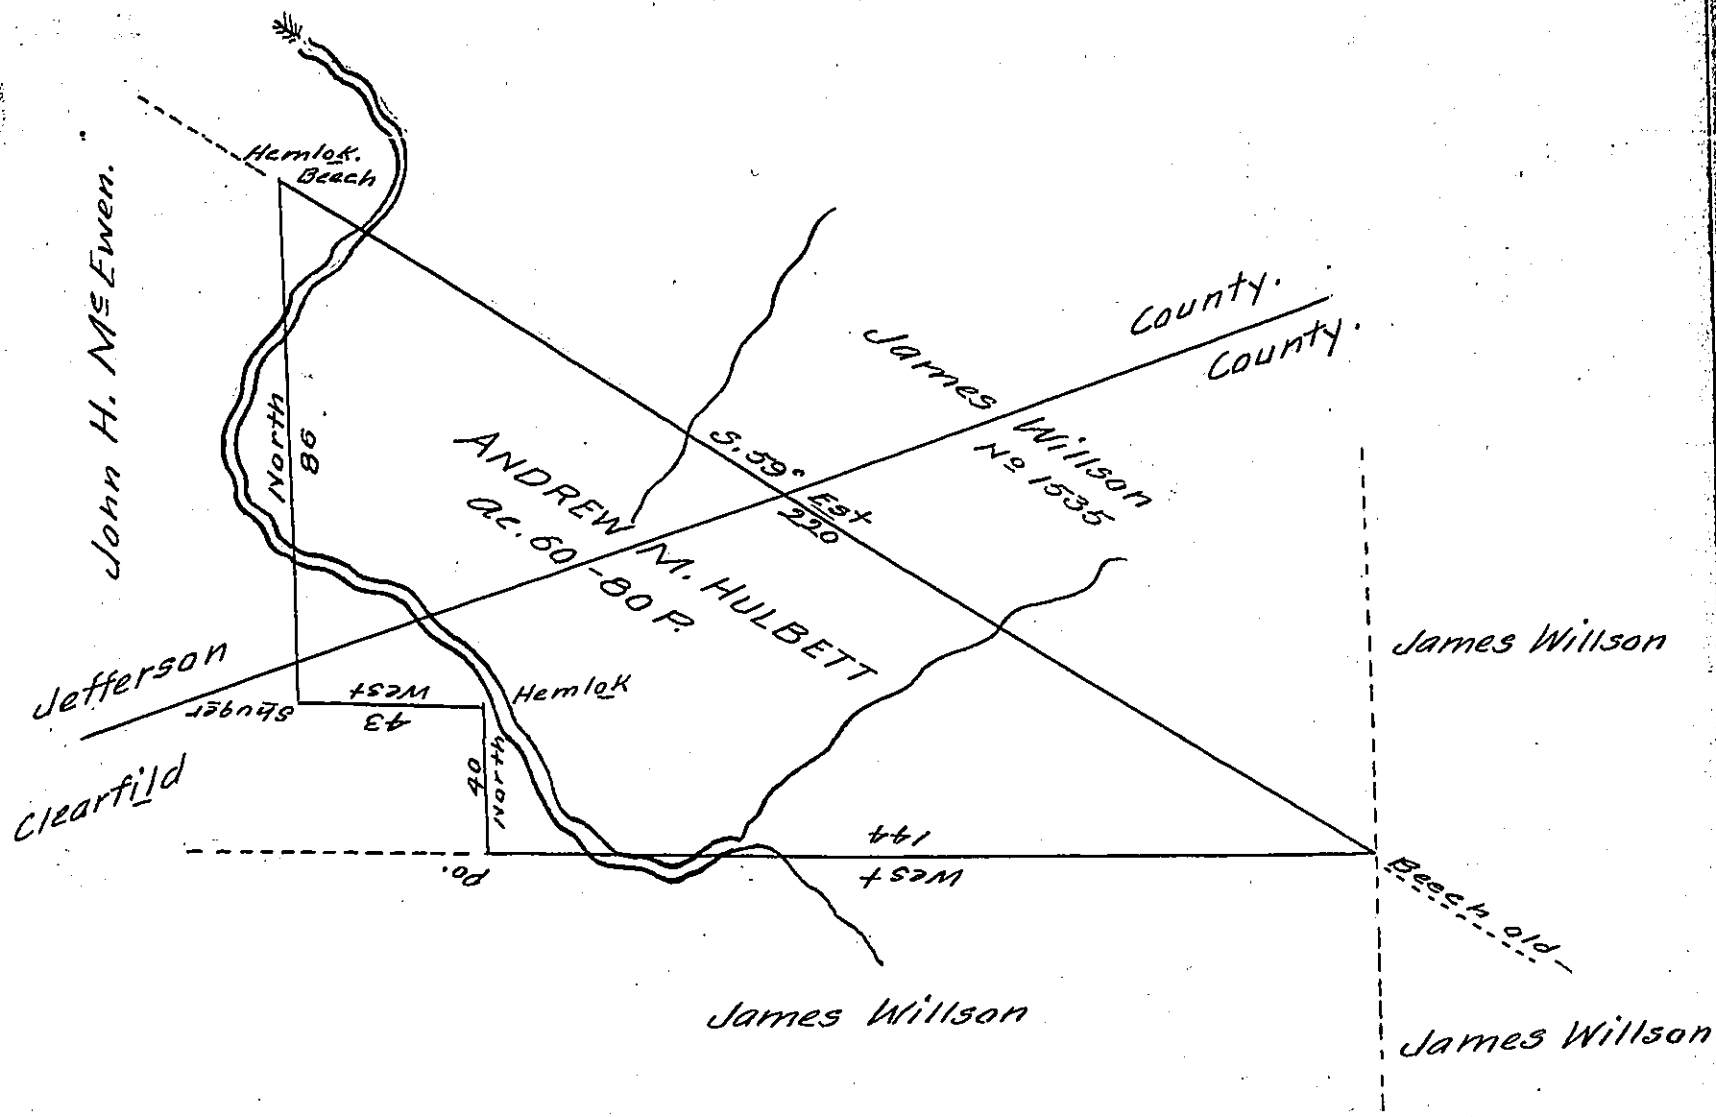 Hemlok.
Beech
John H. McEwen.
North
86
County.
County.
James Willson
No 1535
S. 59° Est
220
ANDREW M. HULBETT
ac. 60 - 80 P.
Jefferson
Clearfild
Shuger
West
43
Hemlok
40
North
Po.
144
West
James Willson
Beech old
James Willson
James Willson